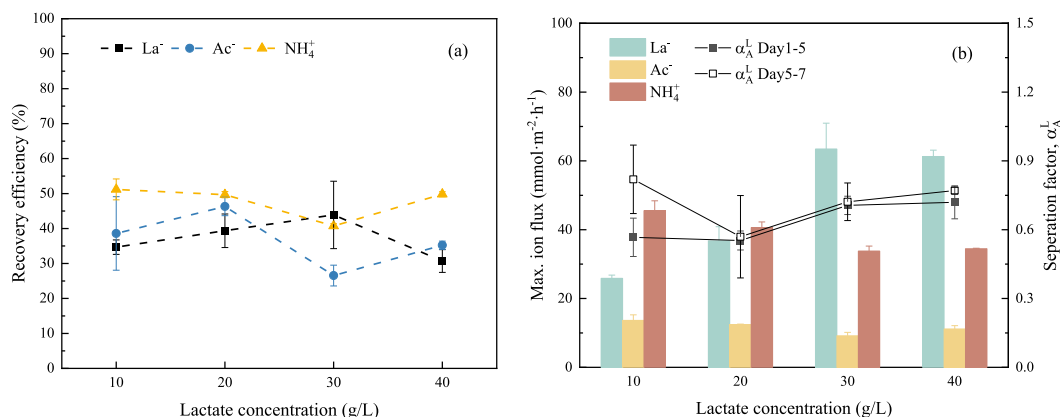 (a)
La⁻ Ac⁻ NH₄⁺
Recovery efficiency (%)
100
90
80
70
60
50
40
30
20
10
0
10 20 30 40
Lactate concentration (g/L)
(b)
La⁻
Ac⁻
NH₄⁺
α_A^L Day1-5
α_A^L Day5-7
Max. ion flux (mmol·m⁻²·h⁻¹)
100
80
60
40
20
0
Seperation factor, α_A^L
1.5
1.2
0.9
0.6
0.3
0.0
10 20 30 40
Lactate concentration (g/L)